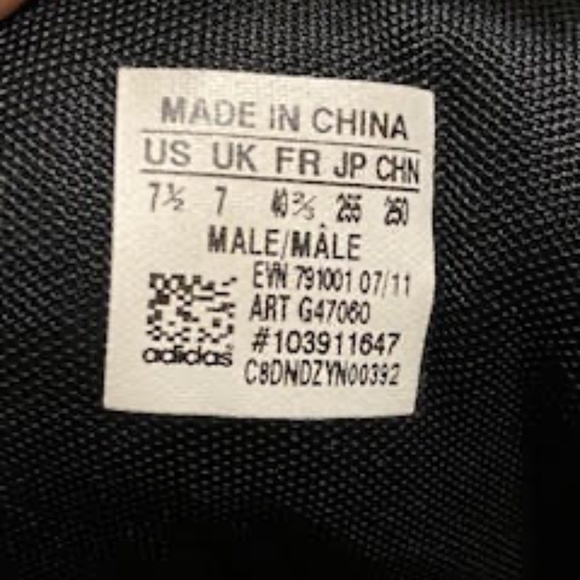 MADE IN CHINA
US UK FR JP CHN
7½ 7 40⅔ 255 250
MALE/MÂLE
EVN 791001 07/11
ART G47060
#103911647
adidas
C8DNDZYN00392